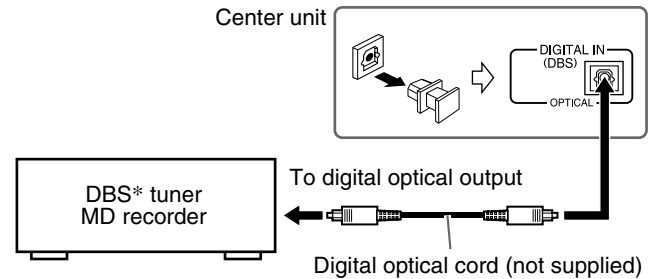 Center unit
DIGITAL IN
(DBS)
OPTICAL
DBS* tuner
MD recorder
To digital optical output
Digital optical cord (not supplied)